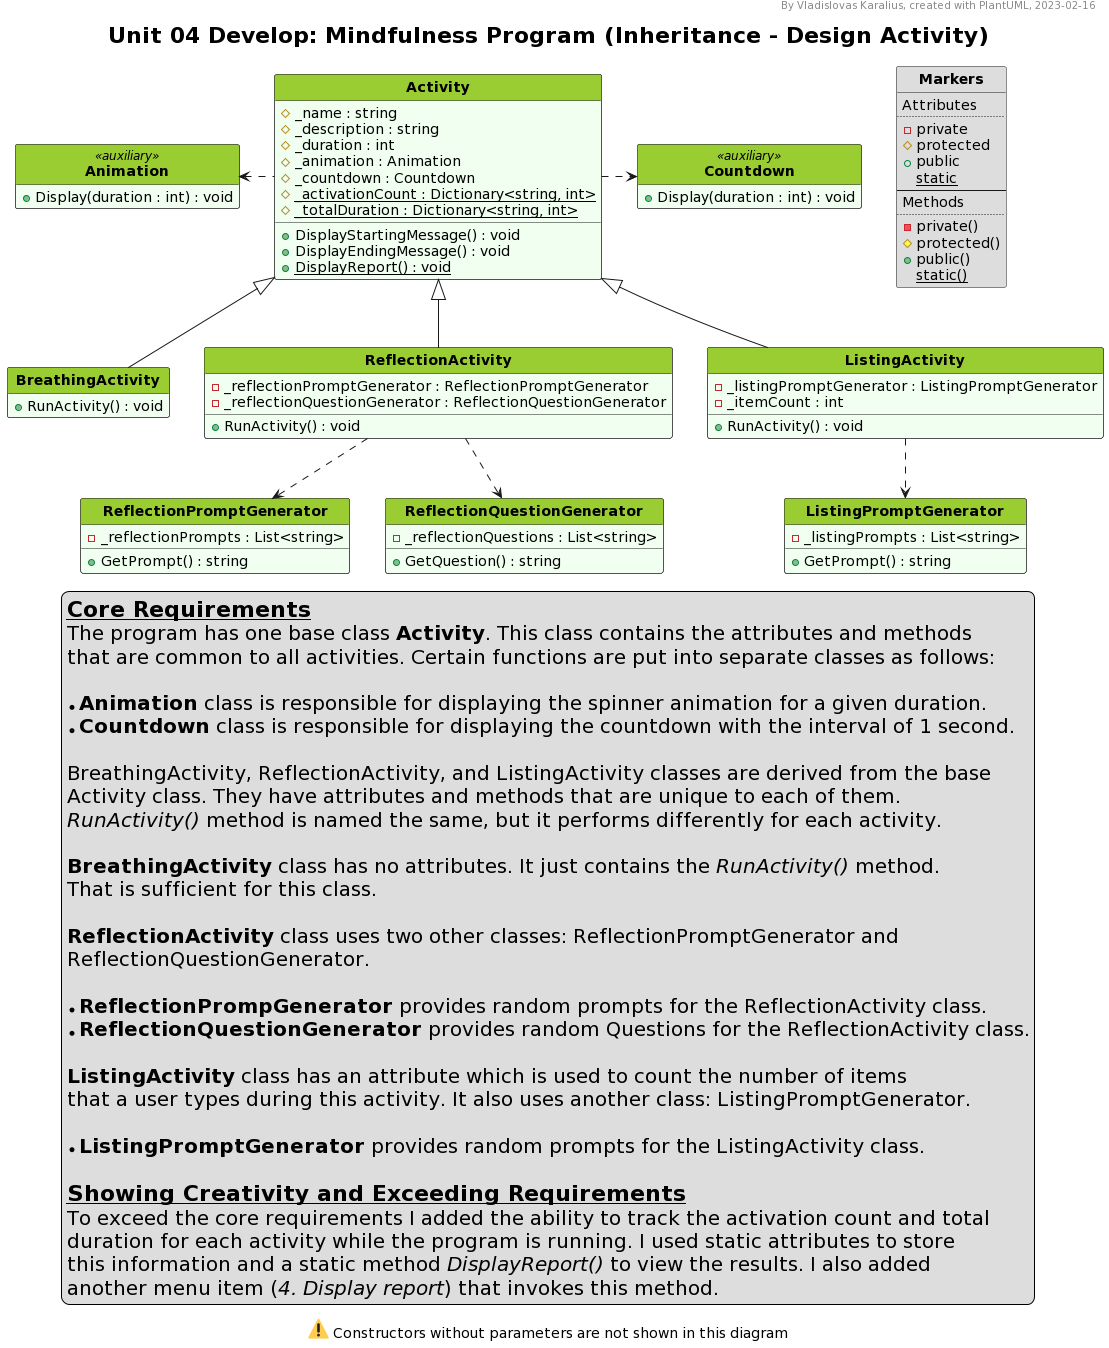 By Vladislovas Karalius, created with PlantUML, 2023-02-16
Unit 04 Develop: Mindfulness Program (Inheritance - Design Activity)
Activity
_name : string
_description : string
_duration : int
_animation : Animation
_countdown : Countdown
_activationCount : Dictionary<string, int>
_totalDuration : Dictionary<string, int>
DisplayStartingMessage() : void
DisplayEndingMessage() : void
DisplayReport() : void
«auxiliary»
Animation
Display(duration : int) : void
«auxiliary»
Countdown
Display(duration : int) : void
Markers
Attributes
private
protected
public
static
Methods
private()
protected()
public()
static()
BreathingActivity
RunActivity() : void
ReflectionActivity
_reflectionPromptGenerator : ReflectionPromptGenerator
_reflectionQuestionGenerator : ReflectionQuestionGenerator
RunActivity() : void
ListingActivity
_listingPromptGenerator : ListingPromptGenerator
_itemCount : int
RunActivity() : void
ReflectionPromptGenerator
_reflectionPrompts : List<string>
GetPrompt() : string
ReflectionQuestionGenerator
_reflectionQuestions : List<string>
GetQuestion() : string
ListingPromptGenerator
_listingPrompts : List<string>
GetPrompt() : string
Core Requirements
The program has one base class Activity. This class contains the attributes and methods
that are common to all activities. Certain functions are put into separate classes as follows:
• Animation class is responsible for displaying the spinner animation for a given duration.
• Countdown class is responsible for displaying the countdown with the interval of 1 second.
BreathingActivity, ReflectionActivity, and ListingActivity classes are derived from the base
Activity class. They have attributes and methods that are unique to each of them.
RunActivity() method is named the same, but it performs differently for each activity.
BreathingActivity class has no attributes. It just contains the RunActivity() method.
That is sufficient for this class.
ReflectionActivity class uses two other classes: ReflectionPromptGenerator and
ReflectionQuestionGenerator.
• ReflectionPrompGenerator provides random prompts for the ReflectionActivity class.
• ReflectionQuestionGenerator provides random Questions for the ReflectionActivity class.
ListingActivity class has an attribute which is used to count the number of items
that a user types during this activity. It also uses another class: ListingPromptGenerator.
• ListingPromptGenerator provides random prompts for the ListingActivity class.
Showing Creativity and Exceeding Requirements
To exceed the core requirements I added the ability to track the activation count and total
duration for each activity while the program is running. I used static attributes to store
this information and a static method DisplayReport() to view the results. I also added
another menu item (4. Display report) that invokes this method.
⚠ Constructors without parameters are not shown in this diagram